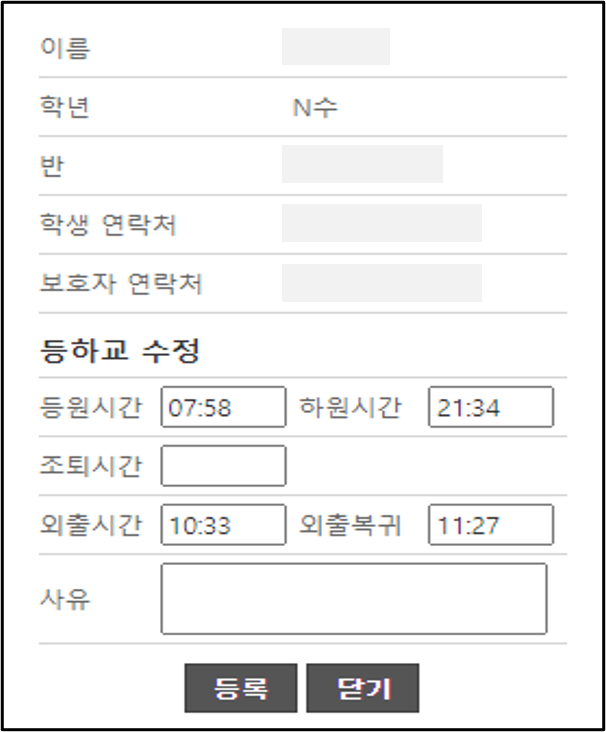 이름
학년 N수
반
학생 연락처
보호자 연락처
등하교 수정
등원시간 07:58 하원시간 21:34
조퇴시간
외출시간 10:33 외출복귀 11:27
사유
등록 닫기